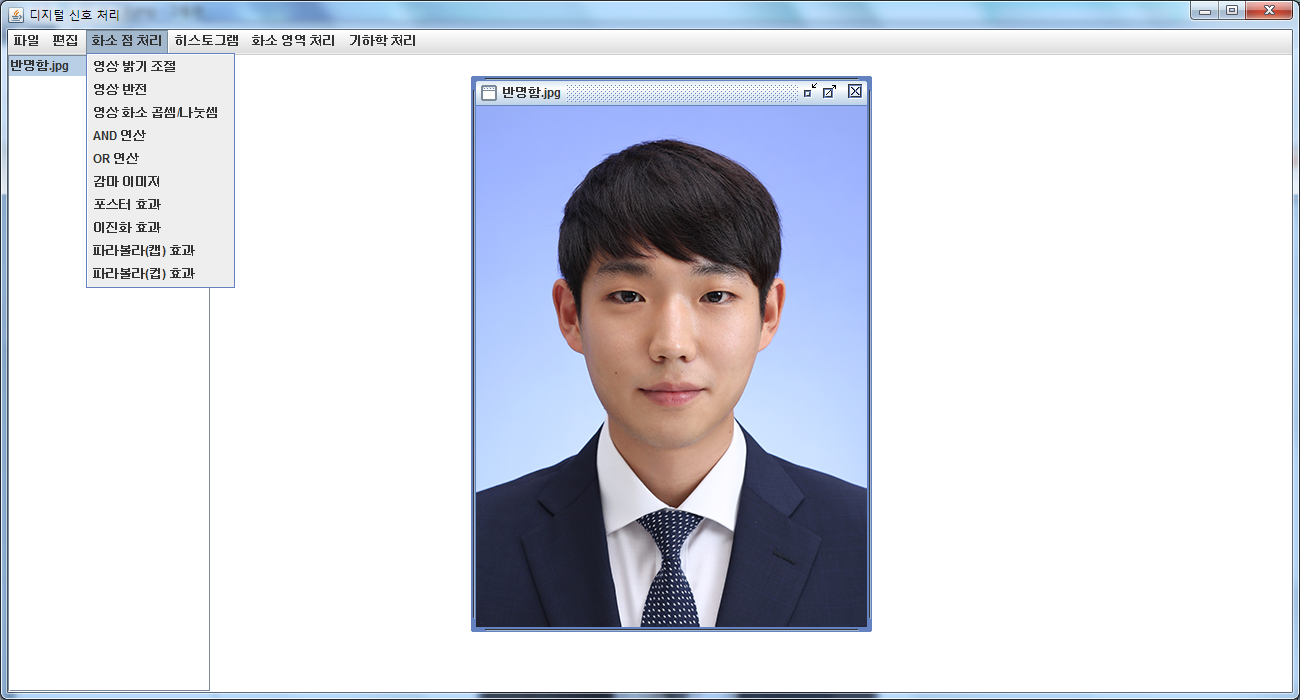 디지털 신호 처리
파일 편집 화소 점 처리 히스토그램 화소 영역 처리 기하학 처리
반명함.jpg
영상 밝기 조절
영상 반전
영상 화소 곱셈/나눗셈
AND 연산
OR 연산
감마 이미지
포스터 효과
이진화 효과
파라볼라(캡) 효과
파라볼라(컵) 효과
반명함.jpg